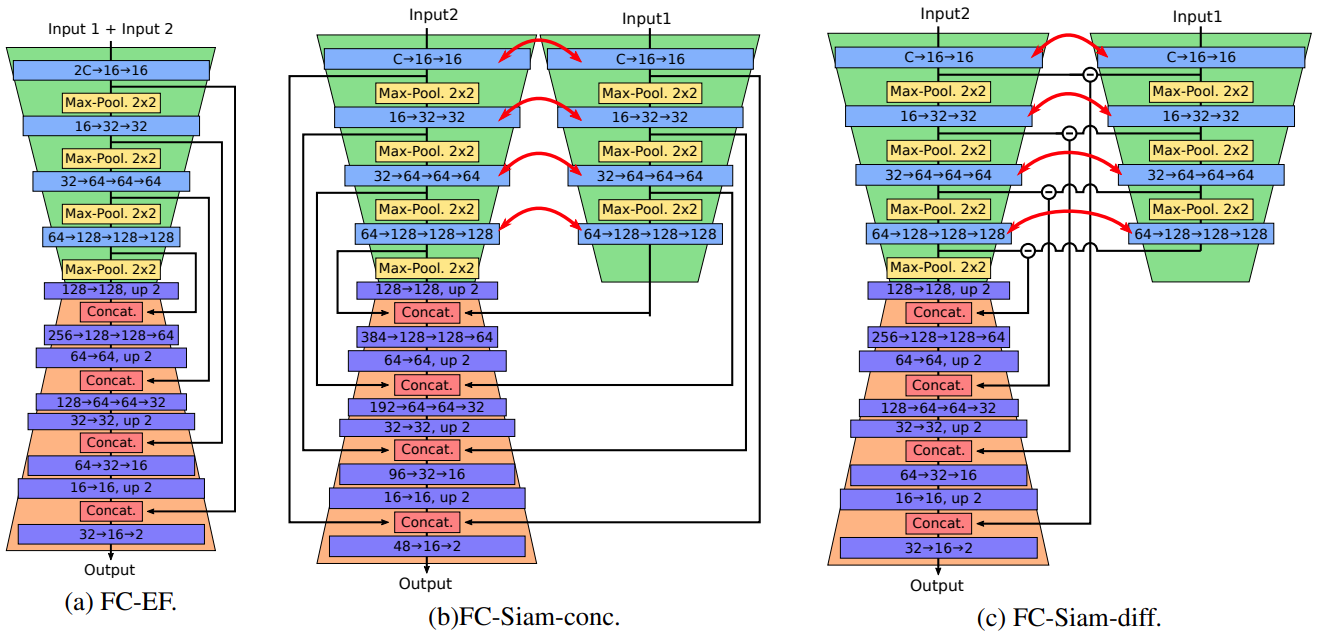 Input 1 + Input 2
2C→16→16
Max-Pool. 2x2
16→32→32
Max-Pool. 2x2
32→64→64→64
Max-Pool. 2x2
64→128→128→128
Max-Pool. 2x2
128→128, up 2
Concat.
256→128→128→64
64→64, up 2
Concat.
128→64→64→32
32→32, up 2
Concat.
64→32→16
16→16, up 2
Concat.
32→16→2
Output
(a) FC-EF.
Input2
C→16→16
Max-Pool. 2x2
16→32→32
Max-Pool. 2x2
32→64→64→64
Max-Pool. 2x2
64→128→128→128
Max-Pool. 2x2
128→128, up 2
Concat.
384→128→128→64
64→64, up 2
Concat.
192→64→64→32
32→32, up 2
Concat.
96→32→16
16→16, up 2
Concat.
48→16→2
Output
Input1
C→16→16
Max-Pool. 2x2
16→32→32
Max-Pool. 2x2
32→64→64→64
Max-Pool. 2x2
64→128→128→128
(b)FC-Siam-conc.
Input2
C→16→16
Max-Pool. 2x2
16→32→32
Max-Pool. 2x2
32→64→64→64
Max-Pool. 2x2
64→128→128→128
Max-Pool. 2x2
128→128, up 2
Concat.
256→128→128→64
64→64, up 2
Concat.
128→64→64→32
32→32, up 2
Concat.
64→32→16
16→16, up 2
Concat.
32→16→2
Output
Input1
C→16→16
Max-Pool. 2x2
16→32→32
Max-Pool. 2x2
32→64→64→64
Max-Pool. 2x2
64→128→128→128
(c) FC-Siam-diff.